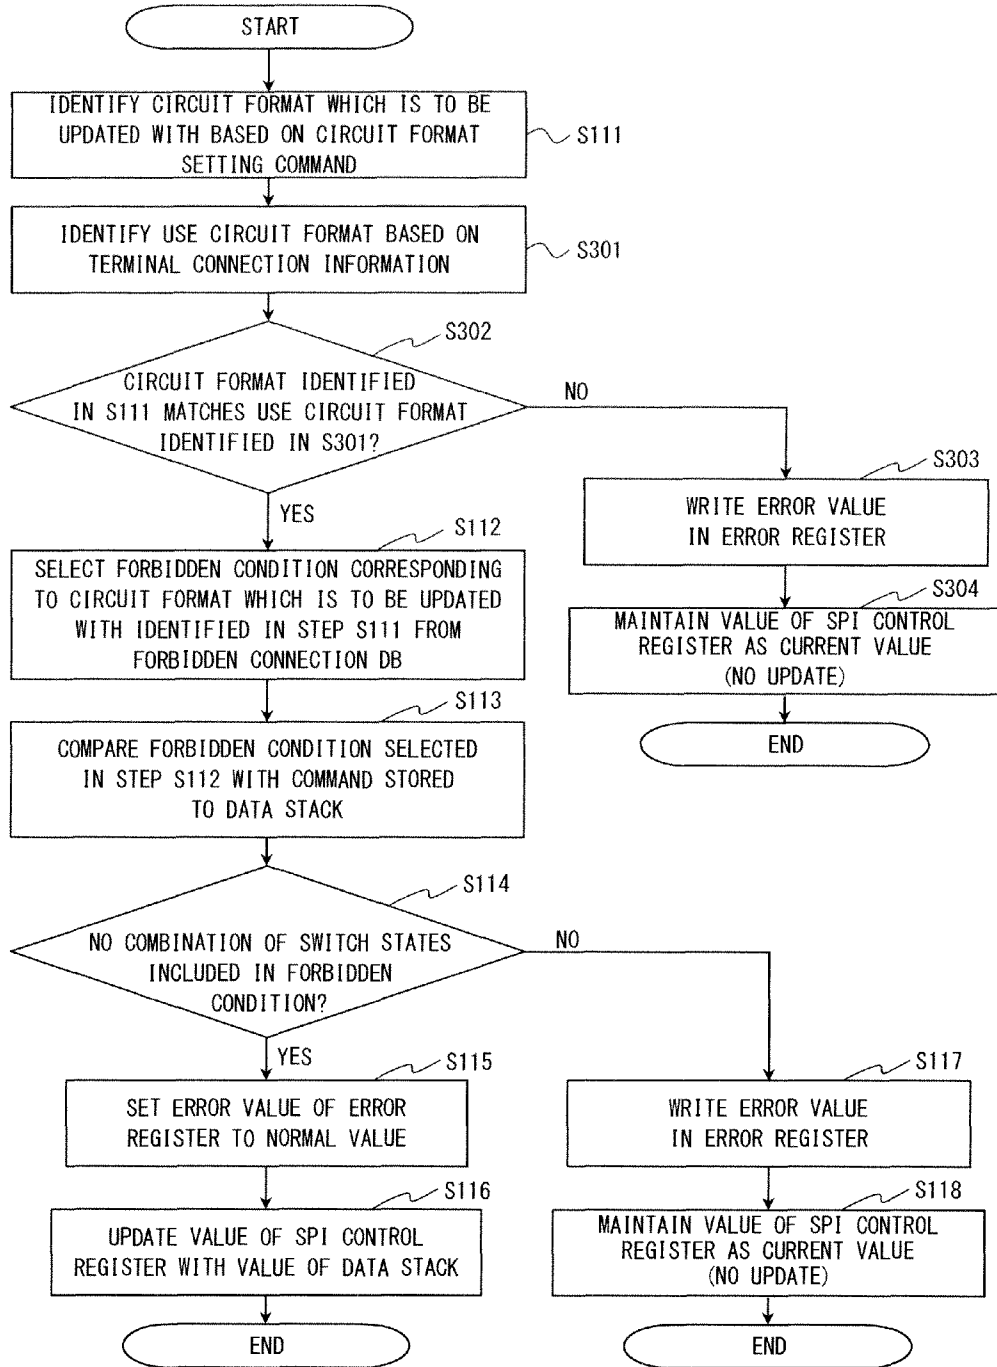 START
IDENTIFY CIRCUIT FORMAT WHICH IS TO BE
UPDATED WITH BASED ON CIRCUIT FORMAT
SETTING COMMAND
S111
IDENTIFY USE CIRCUIT FORMAT BASED ON
TERMINAL CONNECTION INFORMATION
S301
S302
CIRCUIT FORMAT IDENTIFIED
IN S111 MATCHES USE CIRCUIT FORMAT
IDENTIFIED IN S301?
NO
YES
S303
WRITE ERROR VALUE
IN ERROR REGISTER
S304
MAINTAIN VALUE OF SPI CONTROL
REGISTER AS CURRENT VALUE
(NO UPDATE)
END
S112
SELECT FORBIDDEN CONDITION CORRESPONDING
TO CIRCUIT FORMAT WHICH IS TO BE UPDATED
WITH IDENTIFIED IN STEP S111 FROM
FORBIDDEN CONNECTION DB
S113
COMPARE FORBIDDEN CONDITION SELECTED
IN STEP S112 WITH COMMAND STORED
TO DATA STACK
S114
NO COMBINATION OF SWITCH STATES
INCLUDED IN FORBIDDEN
CONDITION?
NO
YES
S115
SET ERROR VALUE OF ERROR
REGISTER TO NORMAL VALUE
S116
UPDATE VALUE OF SPI CONTROL
REGISTER WITH VALUE OF DATA STACK
END
S117
WRITE ERROR VALUE
IN ERROR REGISTER
S118
MAINTAIN VALUE OF SPI CONTROL
REGISTER AS CURRENT VALUE
(NO UPDATE)
END